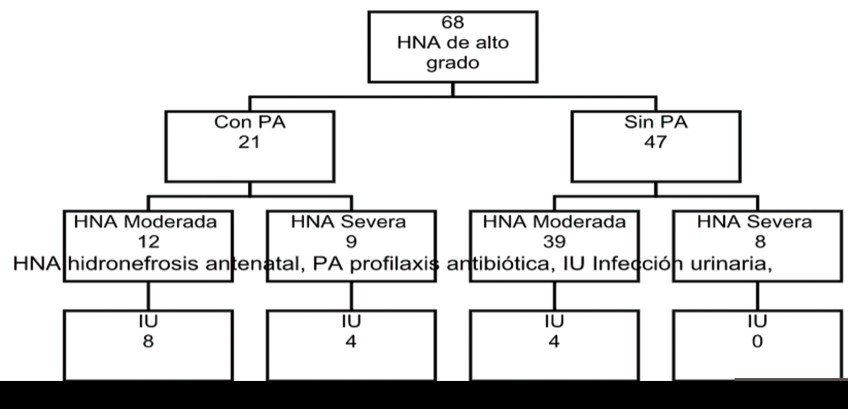 68
HNA de alto
grado
Con PA
21
Sin PA
47
HNA Moderada
12
HNA Severa
9
HNA Moderada
39
HNA Severa
8
HNA hidronefrosis antenatal, PA profilaxis antibiótica, IU Infección urinaria,
IU
8
IU
4
IU
4
IU
0